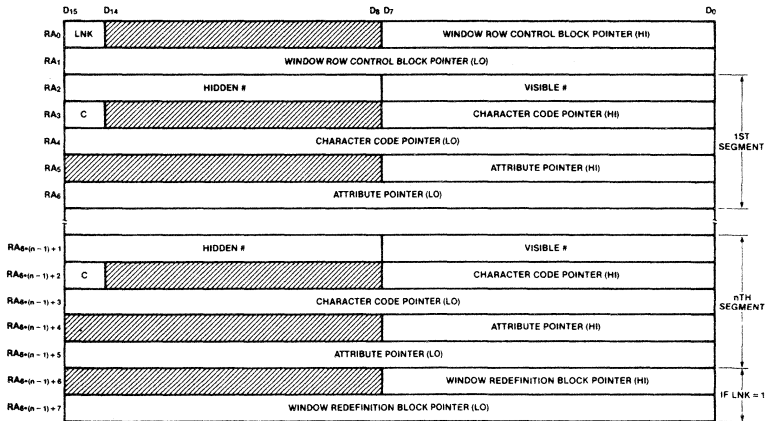 D15 D14 D8 D7 D0
RA0 LNK WINDOW ROW CONTROL BLOCK POINTER (HI)
RA1 WINDOW ROW CONTROL BLOCK POINTER (LO)
RA2 HIDDEN # VISIBLE #
RA3 C CHARACTER CODE POINTER (HI)
RA4 CHARACTER CODE POINTER (LO)
RA5 ATTRIBUTE POINTER (HI)
RA6 ATTRIBUTE POINTER (LO)
1ST
SEGMENT
RA6*(n − 1) + 1 HIDDEN # VISIBLE #
RA6*(n − 1) + 2 C CHARACTER CODE POINTER (HI)
RA6*(n − 1) + 3 CHARACTER CODE POINTER (LO)
RA6*(n − 1) + 4 ATTRIBUTE POINTER (HI)
RA6*(n − 1) + 5 ATTRIBUTE POINTER (LO)
nTH
SEGMENT
RA6*(n − 1) + 6 WINDOW REDEFINITION BLOCK POINTER (HI)
RA6*(n − 1) + 7 WINDOW REDEFINITION BLOCK POINTER (LO)
IF LNK = 1